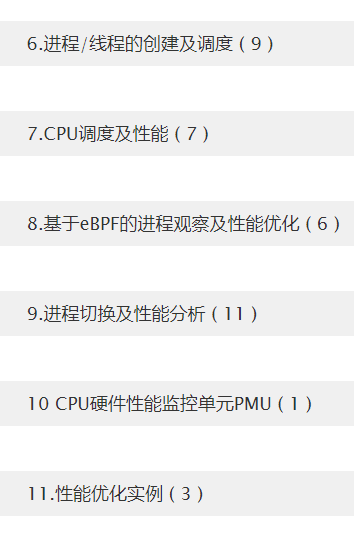 6.进程/线程的创建及调度（9）
7.CPU调度及性能（7）
8.基于eBPF的进程观察及性能优化（6）
9.进程切换及性能分析（11）
10 CPU硬件性能监控单元PMU（1）
11.性能优化实例（3）